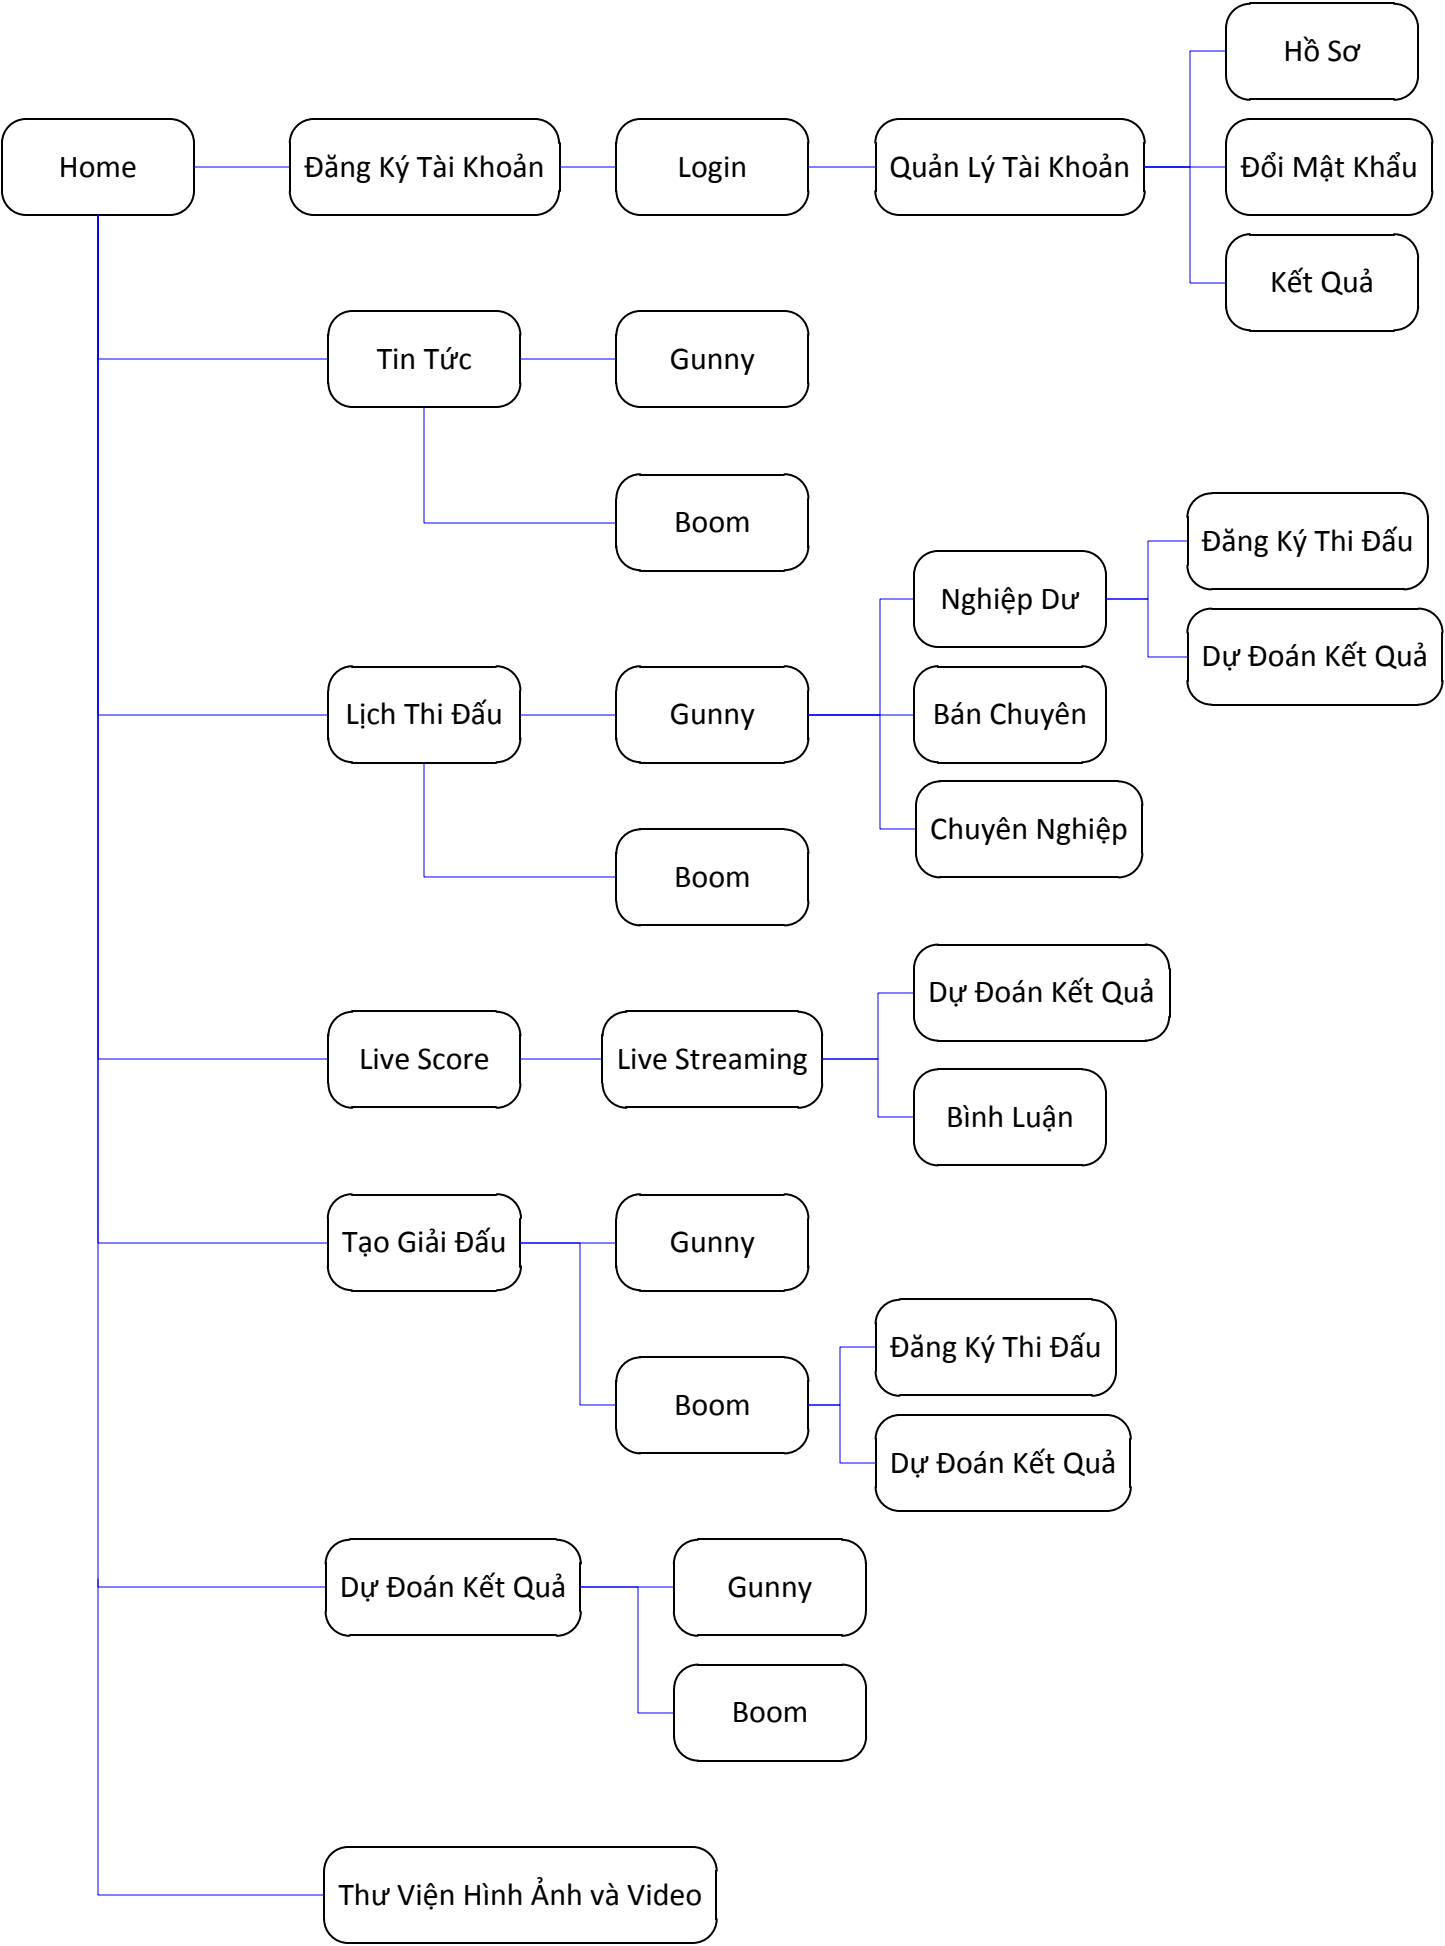 Hồ Sơ
Home
Đăng Ký Tài Khoản
Login
Quản Lý Tài Khoản
Đổi Mật Khẩu
Kết Quả
Tin Tức
Gunny
Boom
Đăng Ký Thi Đấu
Nghiệp Dư
Dự Đoán Kết Quả
Lịch Thi Đấu
Gunny
Bán Chuyên
Chuyên Nghiệp
Boom
Dự Đoán Kết Quả
Live Score
Live Streaming
Bình Luận
Tạo Giải Đấu
Gunny
Đăng Ký Thi Đấu
Boom
Dự Đoán Kết Quả
Dự Đoán Kết Quả
Gunny
Boom
Thư Viện Hình Ảnh và Video